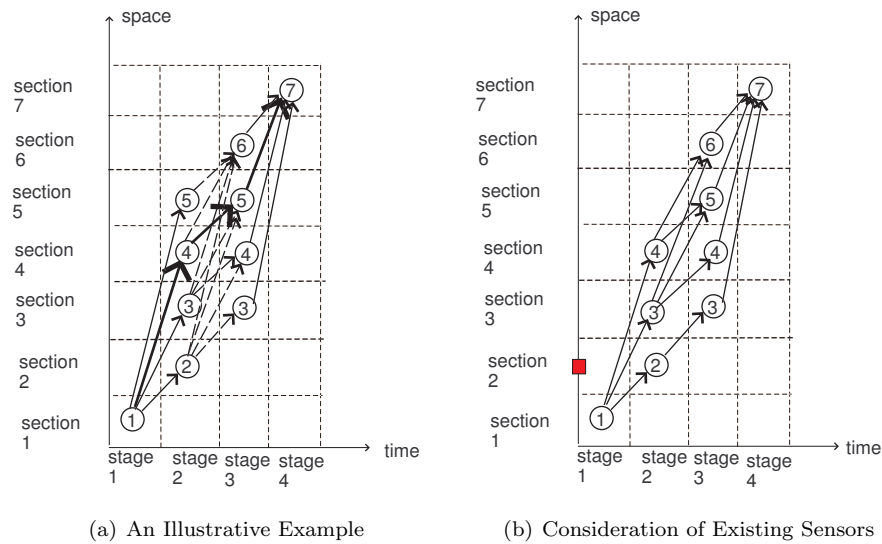 space
section
7
section
6
section
5
section
4
section
3
section
2
section
1
7
6
5
5
4
4
3
3
2
1
time
stage
1
stage
2
stage
3
stage
4
(a) An Illustrative Example
space
section
7
section
6
section
5
section
4
section
3
section
2
section
1
7
6
5
4
4
3
3
2
1
time
stage
1
stage
2
stage
3
stage
4
(b) Consideration of Existing Sensors